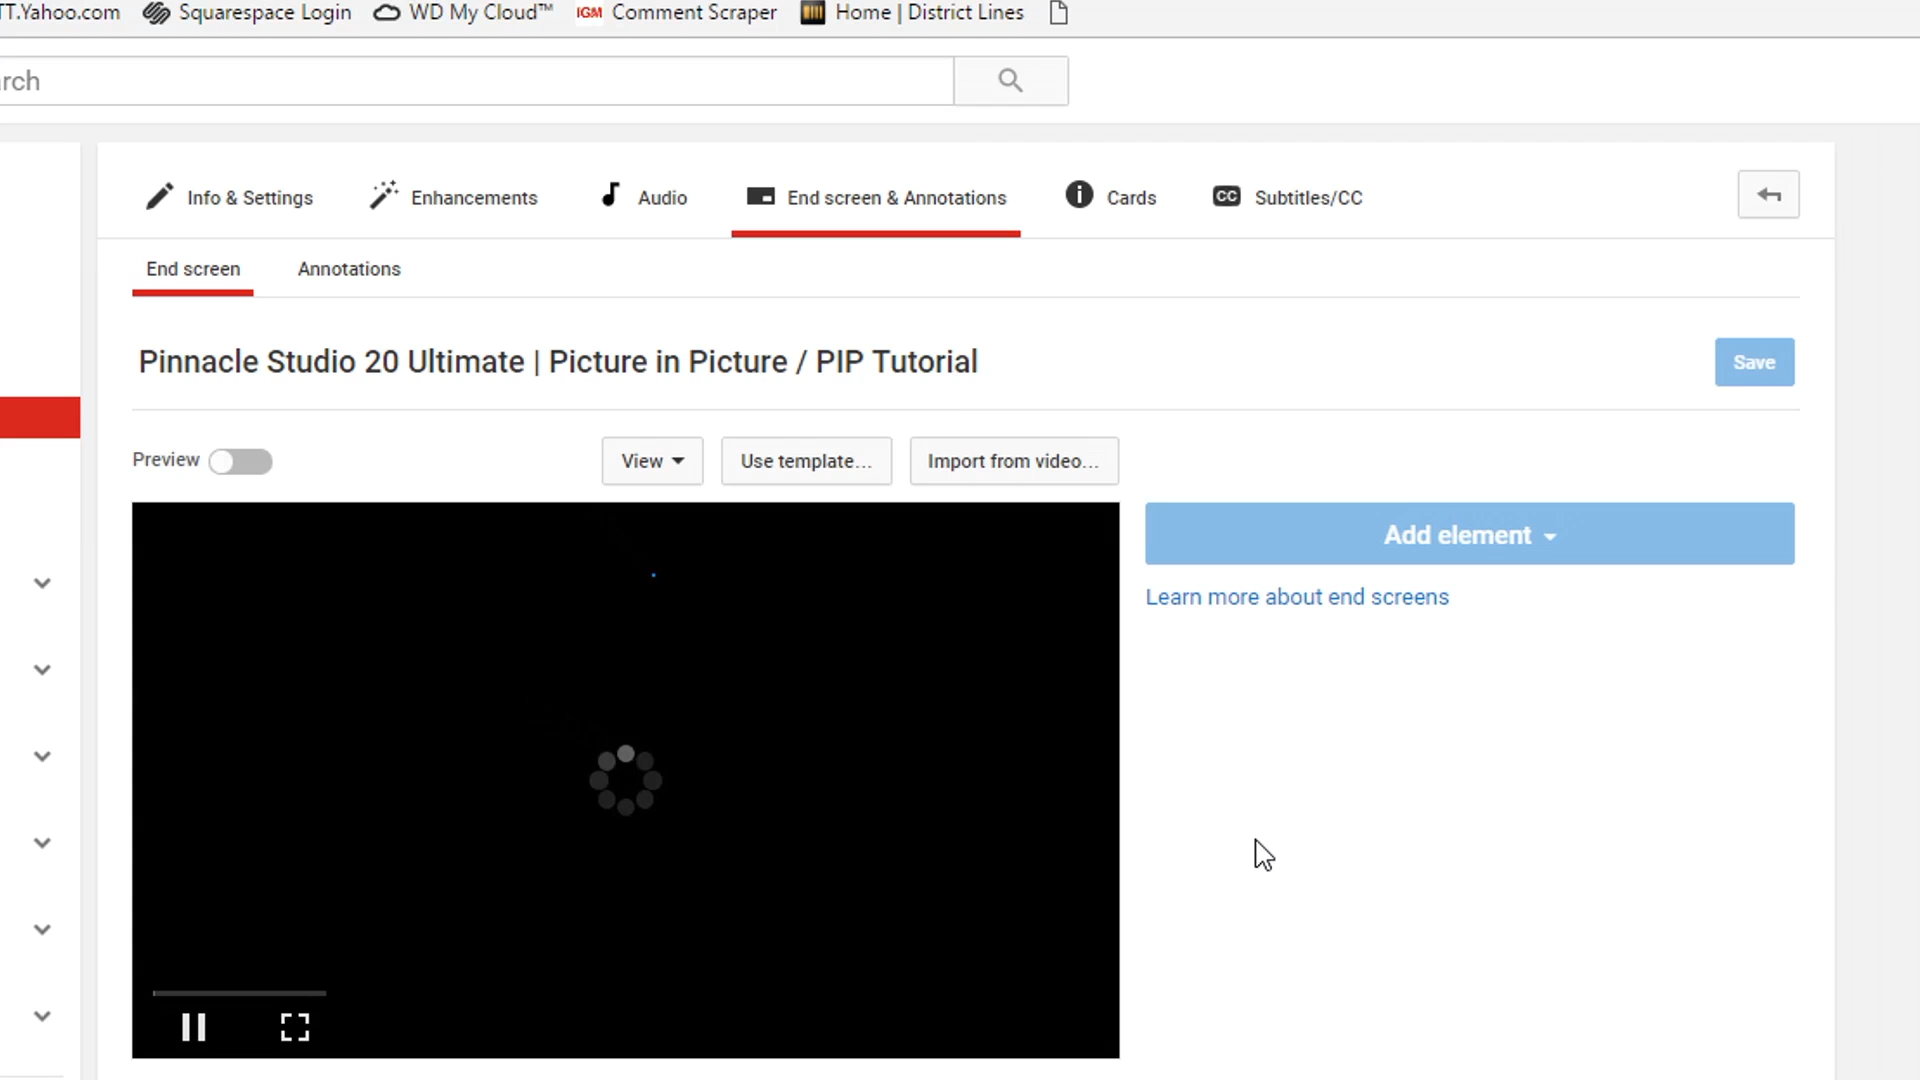 TT.Yahoo.com Squarespace Login WD My Cloud™ IGM Comment Scraper Home | District Lines
rch
Info & Settings Enhancements Audio End screen & Annotations Cards CC Subtitles/CC
End screen Annotations
Pinnacle Studio 20 Ultimate | Picture in Picture / PIP Tutorial Save
Preview View Use template... Import from video...
Add element
Learn more about end screens